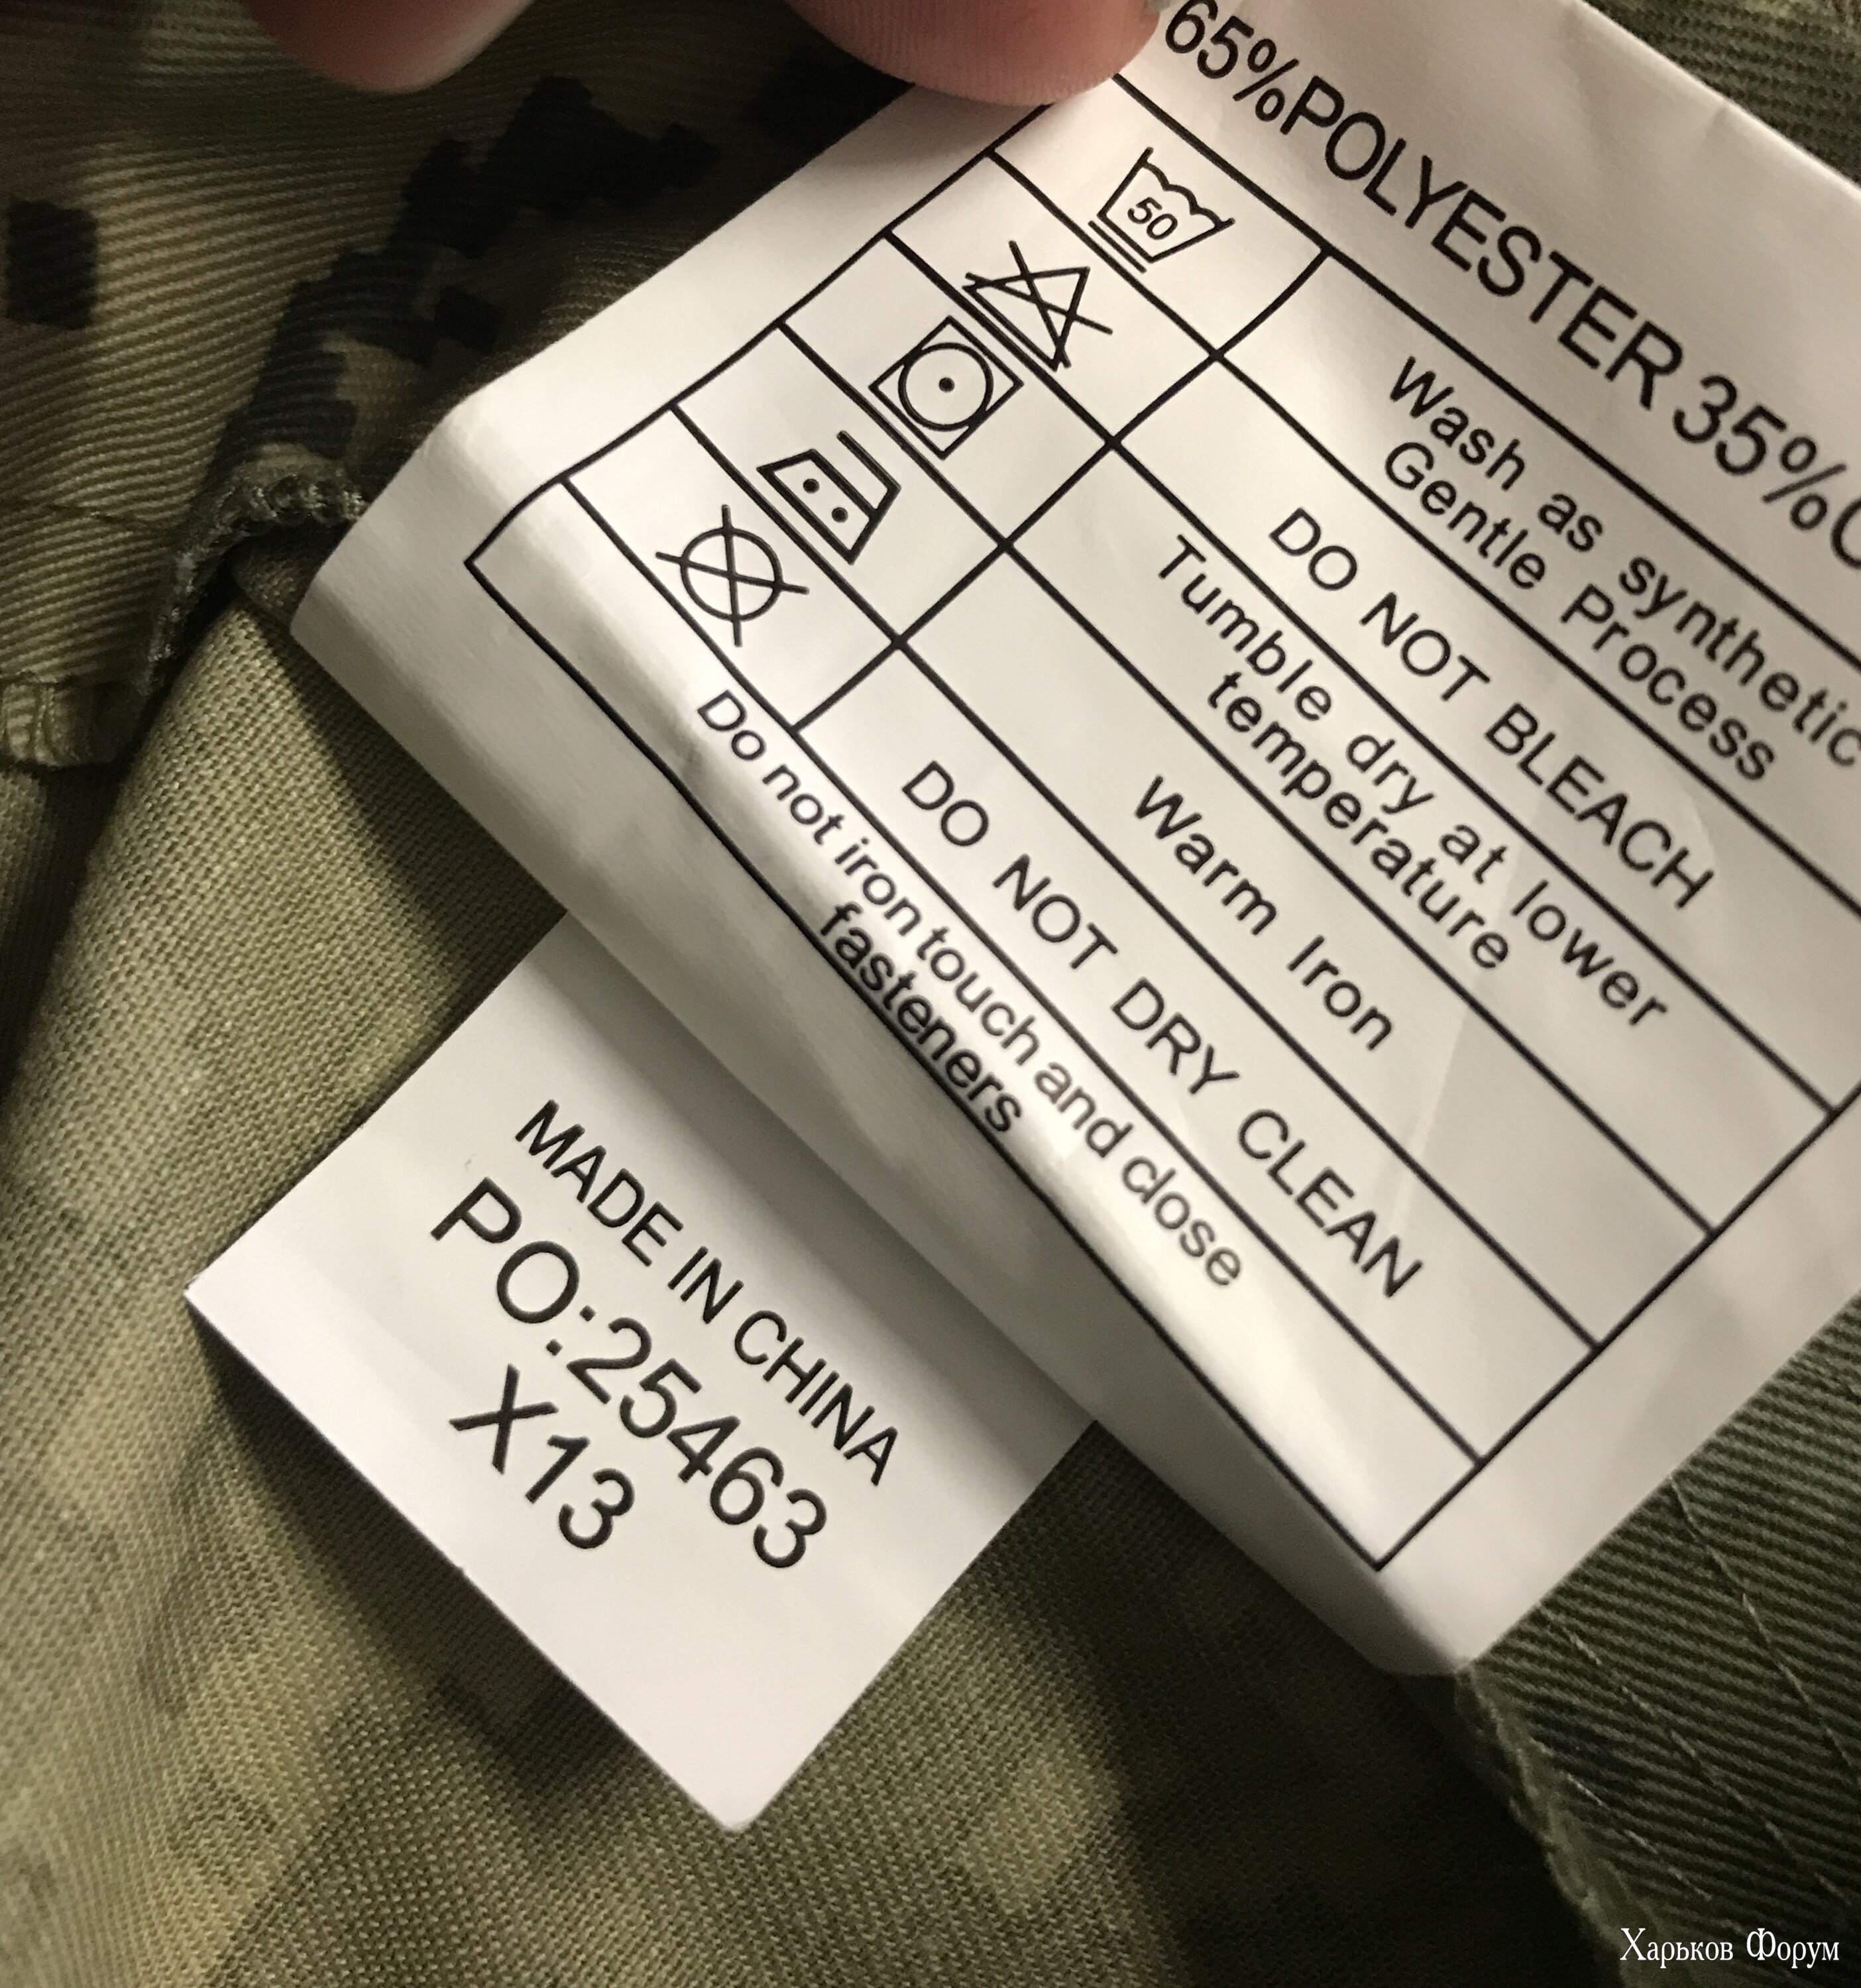 65%POLYESTER 35%C
50
Wash as synthetic
Gentle Process
DO NOT BLEACH
Tumble dry at lower
temperature
Warm Iron
DO NOT DRY CLEAN
Do not iron touch and close
fasteners
MADE IN CHINA
PO:25463
X13
Харьков Форум